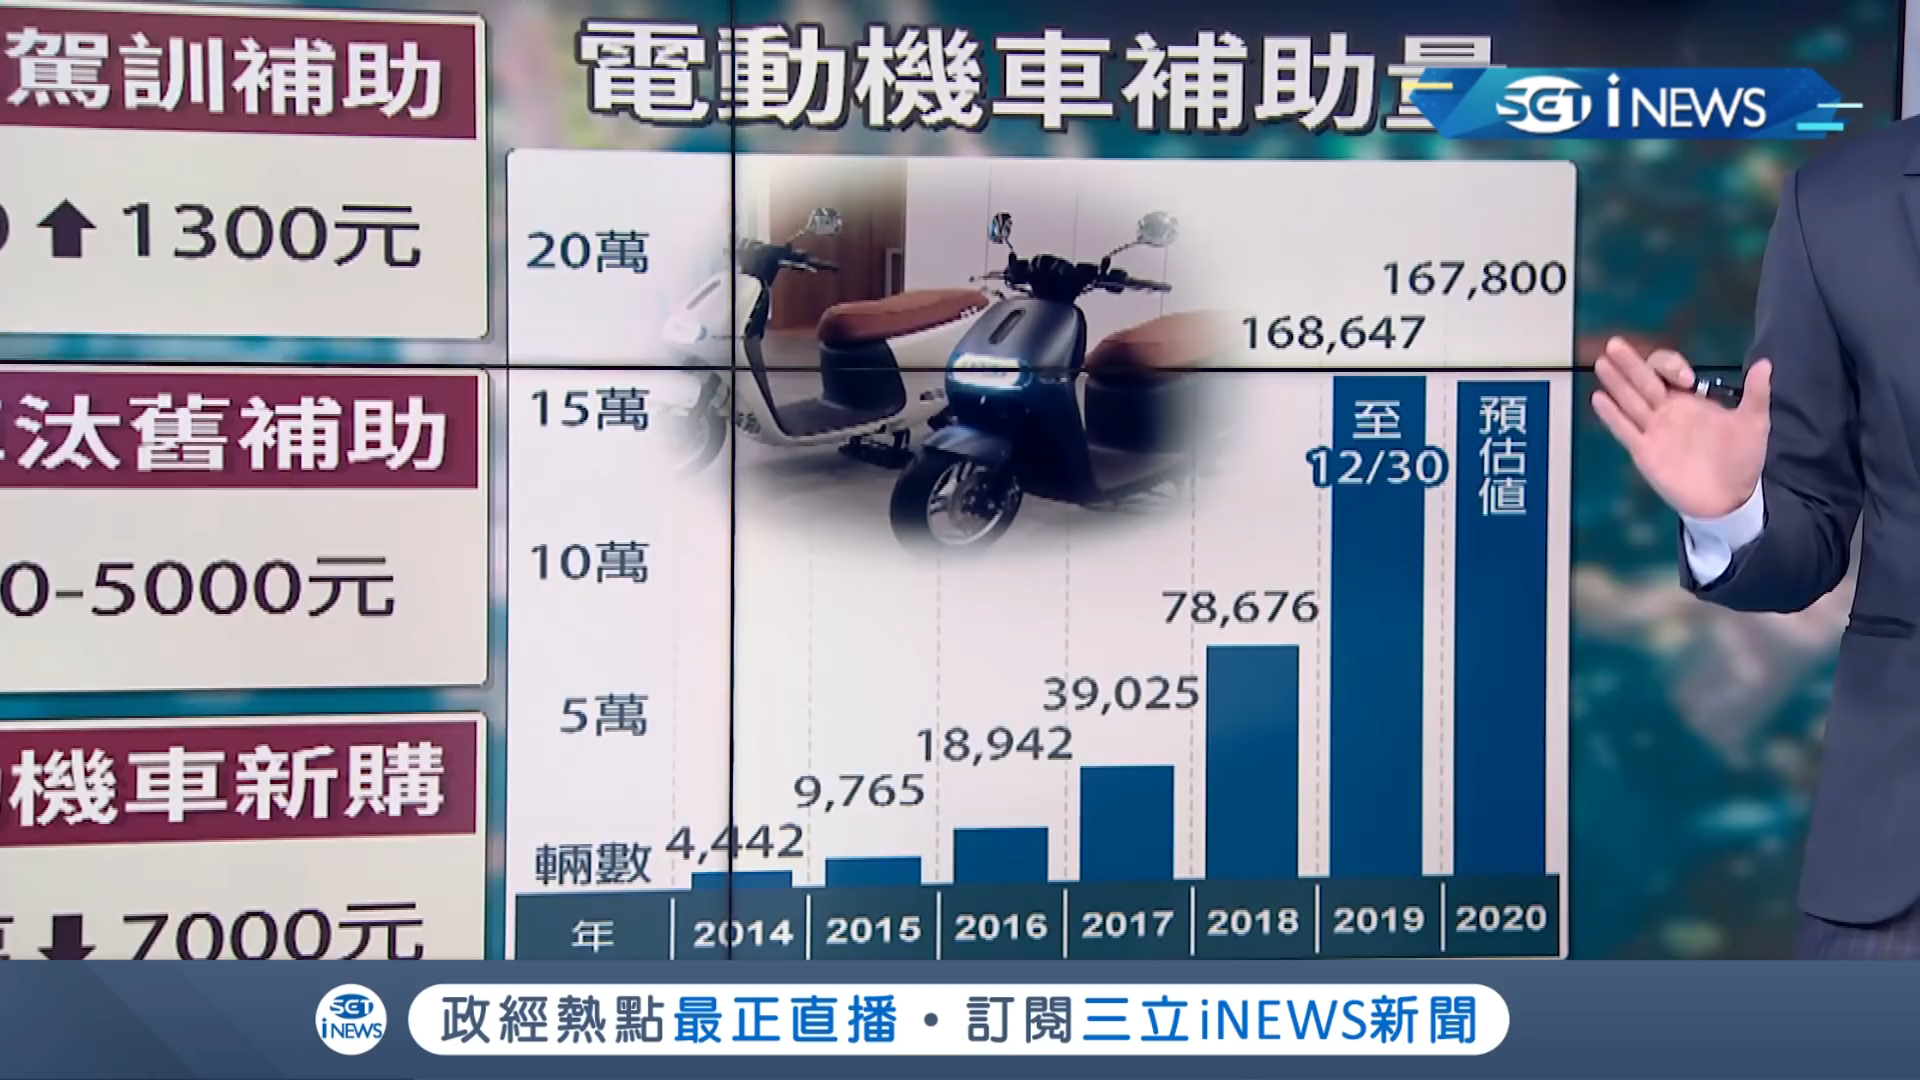 駕訓補助
1300元
汰舊補助
0-5000元
機車新購
7000元
電動機車補助量
SET iNEWS
20萬
15萬
10萬
5萬
輛數
4,442
9,765
18,942
39,025
78,676
168,647
167,800
至
12/30
預估值
年 2014 2015 2016 2017 2018 2019 2020
SET iNEWS
政經熱點最正直播・訂閱三立iNEWS新聞